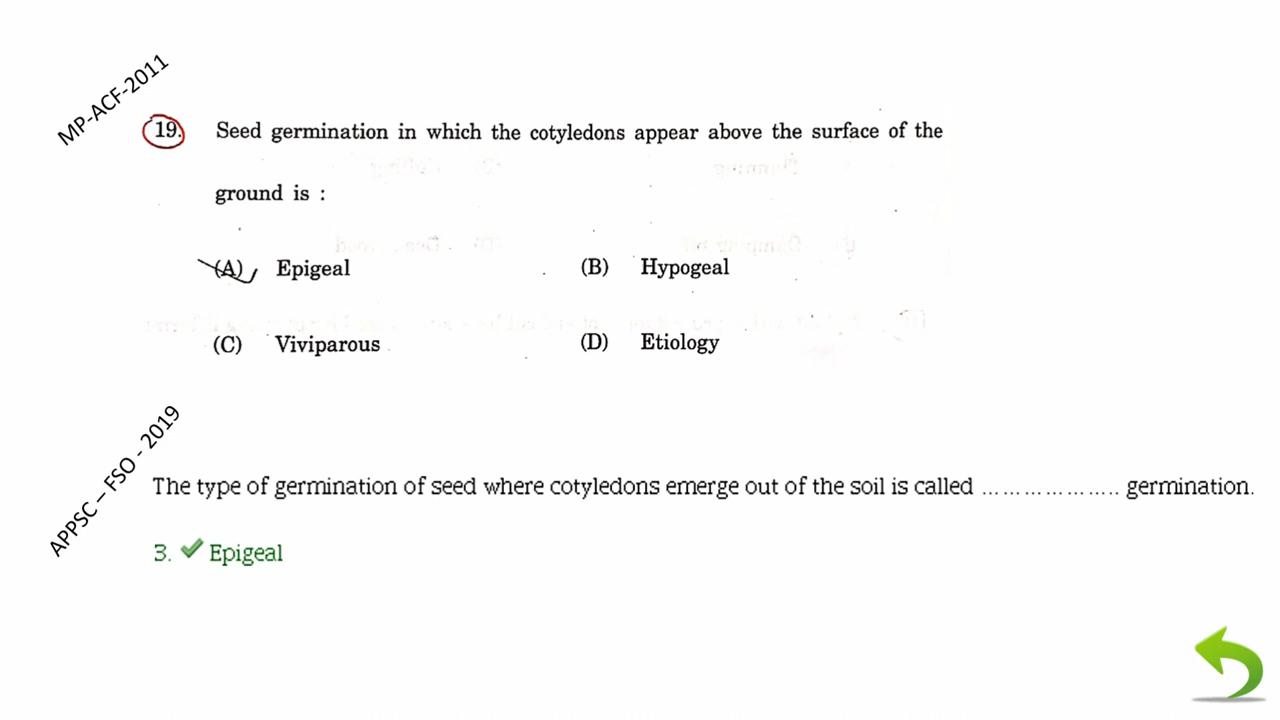 MP-ACF-2011
19. Seed germination in which the cotyledons appear above the surface of the
ground is :
(A) Epigeal (B) Hypogeal
(C) Viviparous (D) Etiology
APPSC – FSO - 2019
The type of germination of seed where cotyledons emerge out of the soil is called ………………… germination.
3. ✔ Epigeal